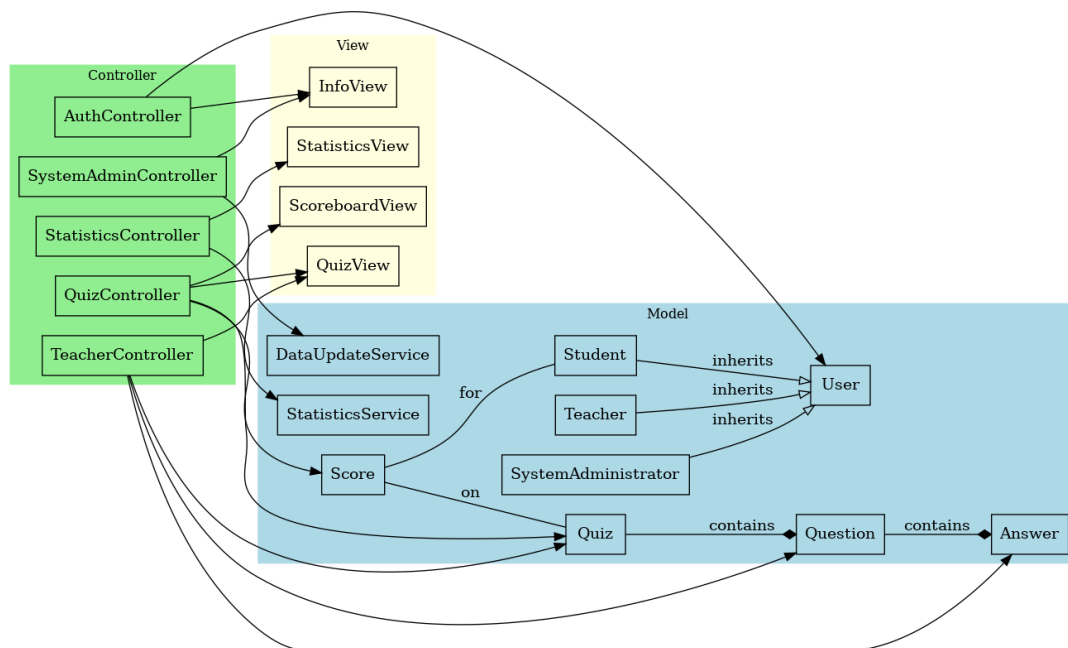 Controller
AuthController
SystemAdminController
StatisticsController
QuizController
TeacherController
View
InfoView
StatisticsView
ScoreboardView
QuizView
Model
DataUpdateService
StatisticsService
Score
for
on
Student
Teacher
SystemAdministrator
Quiz
inherits
inherits
inherits
User
contains
Question
contains
Answer